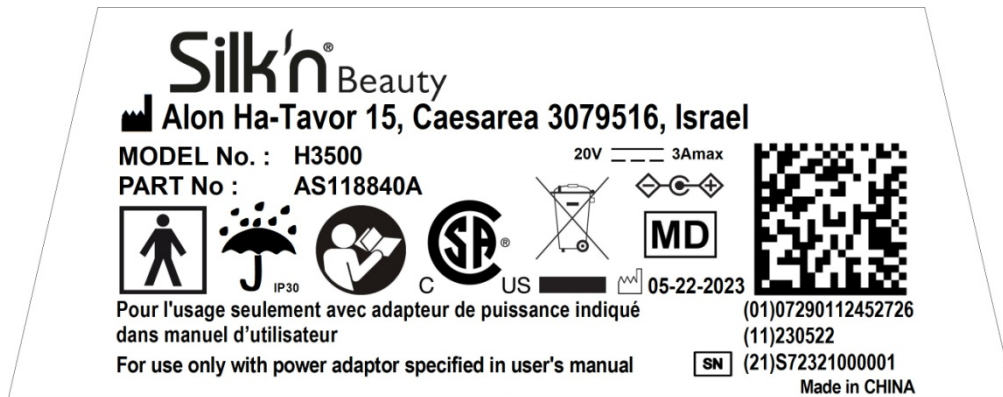 Silk'n® Beauty
Alon Ha-Tavor 15, Caesarea 3079516, Israel
MODEL No. : H3500
20V 3Amax
PART No : AS118840A
IP30
CSA® C US
MD
05-22-2023
Pour l'usage seulement avec adapteur de puissance indiqué
dans manuel d’utilisateur
For use only with power adaptor specified in user's manual
(01)07290112452726
(11)230522
SN (21)S72321000001
Made in CHINA